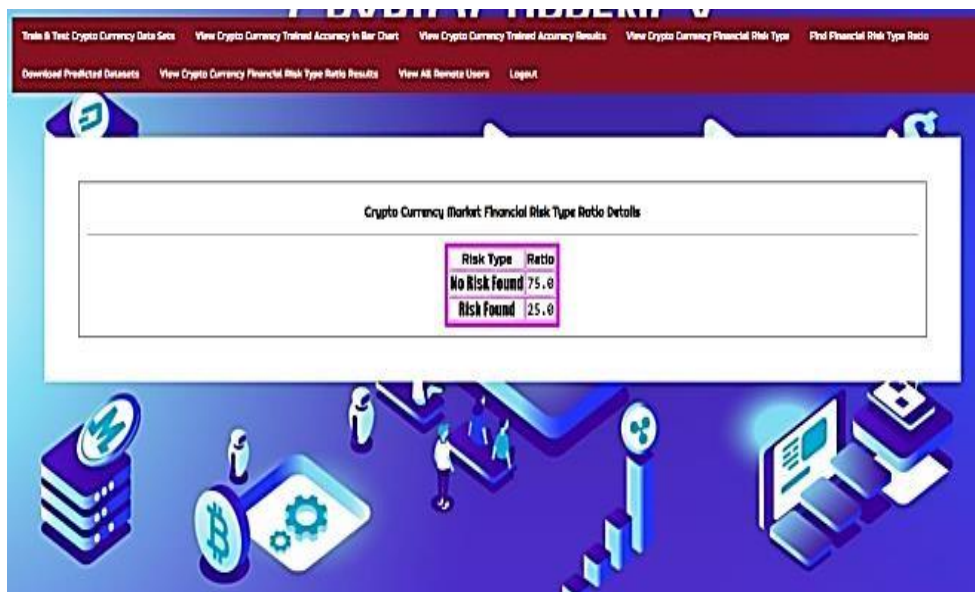 Train & Test Crypto Currency Data Sets View Crypto Currency Trained Accuracy in Bar Chart View Crypto Currency Trained Accuracy Results View Crypto Currency Financial Risk Type Find Financial Risk Type Ratio
Download Predicted Datasets View Crypto Currency Financial Risk Type Ratio Results View All Remote Users Logout
Crypto Currency Market Financial Risk Type Ratio Details
Risk Type Ratio
No Risk Found 75.0
Risk Found 25.0